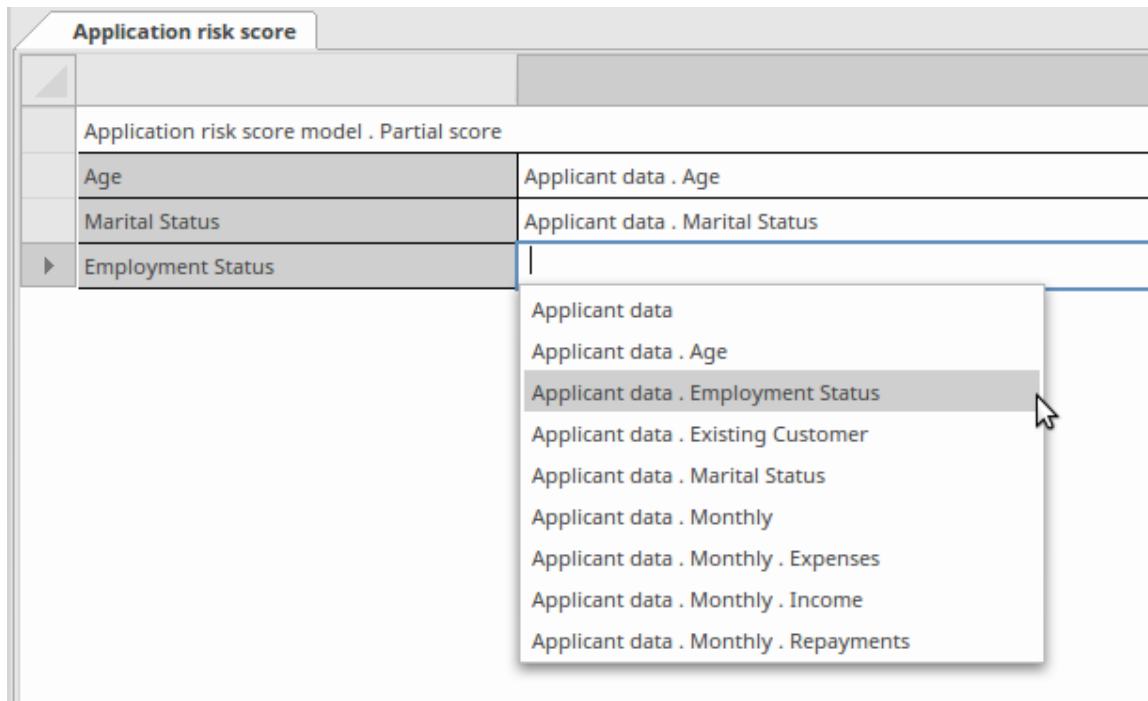 Application risk score
Application risk score model . Partial score
Age
Applicant data . Age
Marital Status
Applicant data . Marital Status
Employment Status
Applicant data
Applicant data . Age
Applicant data . Employment Status
Applicant data . Existing Customer
Applicant data . Marital Status
Applicant data . Monthly
Applicant data . Monthly . Expenses
Applicant data . Monthly . Income
Applicant data . Monthly . Repayments